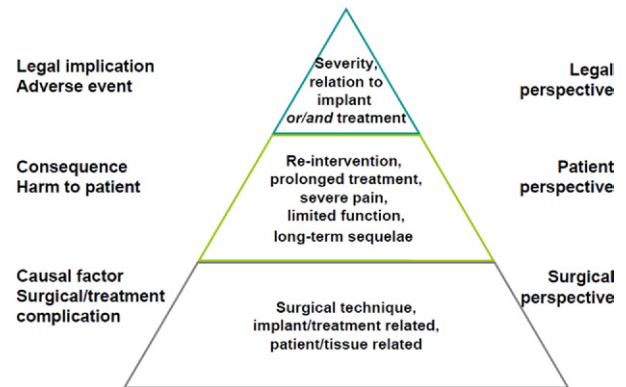 Legal implication
Adverse event
Severity,
relation to
implant
or/and treatment
Legal
perspective
Consequence
Harm to patient
Re-intervention,
prolonged treatment,
severe pain,
limited function,
long-term sequelae
Patient
perspective
Causal factor
Surgical/treatment
complication
Surgical technique,
implant/treatment related,
patient/tissue related
Surgical
perspective